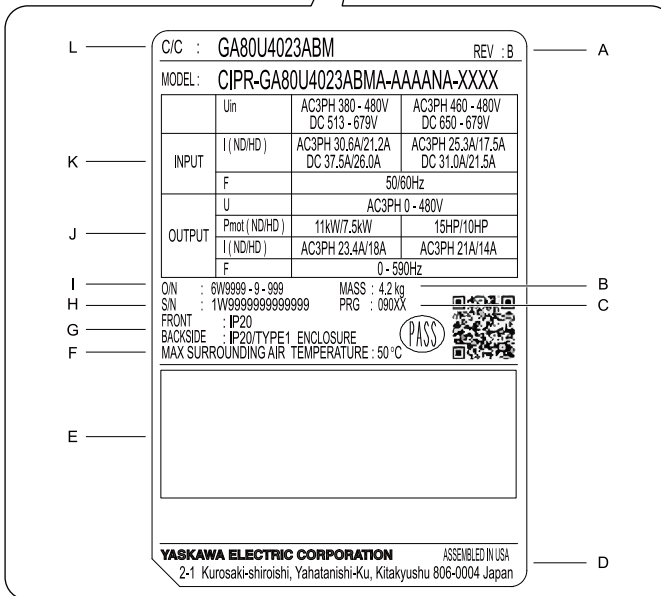 L
C/C : GA80U4023ABM REV : B
A
MODEL : CIPR-GA80U4023ABMA-AAAANA-XXXX
K
INPUT
Uin AC3PH 380 - 480V DC 513 - 679V AC3PH 460 - 480V DC 650 - 679V
I ( ND/HD ) AC3PH 30.6A/21.2A DC 37.5A/26.0A AC3PH 25.3A/17.5A DC 31.0A/21.5A
F 50/60Hz
J
OUTPUT
U AC3PH 0 - 480V
Pmot ( ND/HD ) 11kW/7.5kW 15HP/10HP
I ( ND/HD ) AC3PH 23.4A/18A AC3PH 21A/14A
F 0 - 590Hz
I
O/N : 6W9999 - 9 - 999 MASS : 4.2 kg
B
H
S/N : 1W9999999999999 PRG : 090XX
C
G
FRONT : IP20
BACKSIDE : IP20/TYPE1 ENCLOSURE
PASS
F
MAX SURROUNDING AIR TEMPERATURE : 50 °C
E
YASKAWA ELECTRIC CORPORATION ASSEMBLED IN USA
D
2-1 Kurosaki-shiroishi, Yahatanishi-Ku, Kitakyushu 806-0004 Japan